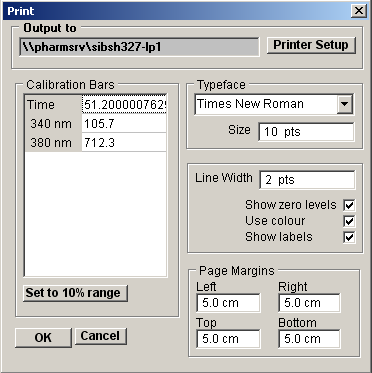 Print
Output to
\\pharmsrv\sibsh327-lp1
Printer Setup
Calibration Bars
Time 51.2000007629
340 nm 105.7
380 nm 712.3
Set to 10% range
OK
Cancel
Typeface
Times New Roman
Size 10 pts
Line Width 2 pts
Show zero levels
Use colour
Show labels
Page Margins
Left Right
5.0 cm 5.0 cm
Top Bottom
5.0 cm 5.0 cm